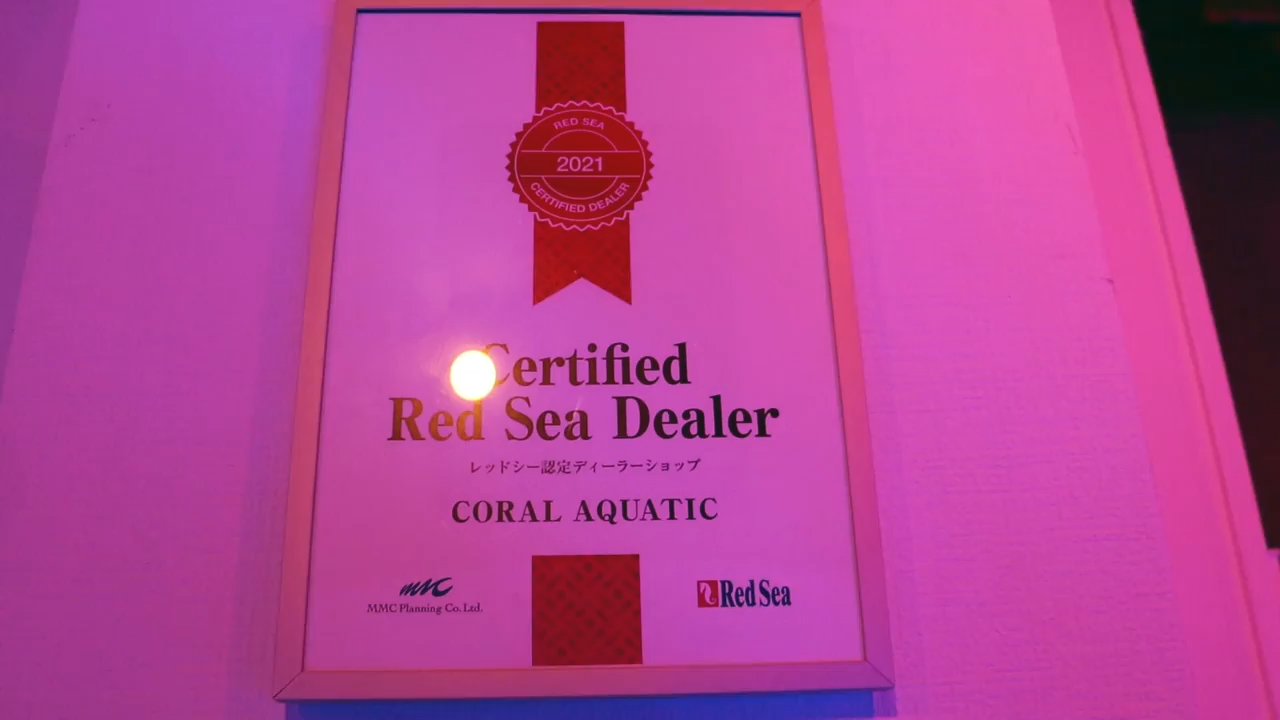 RED SEA
2021
CERTIFIED DEALER
Certified
Red Sea Dealer
レッドシー認定ディーラーショップ
CORAL AQUATIC
mmc
MMC Planning Co. Ltd.
Red Sea